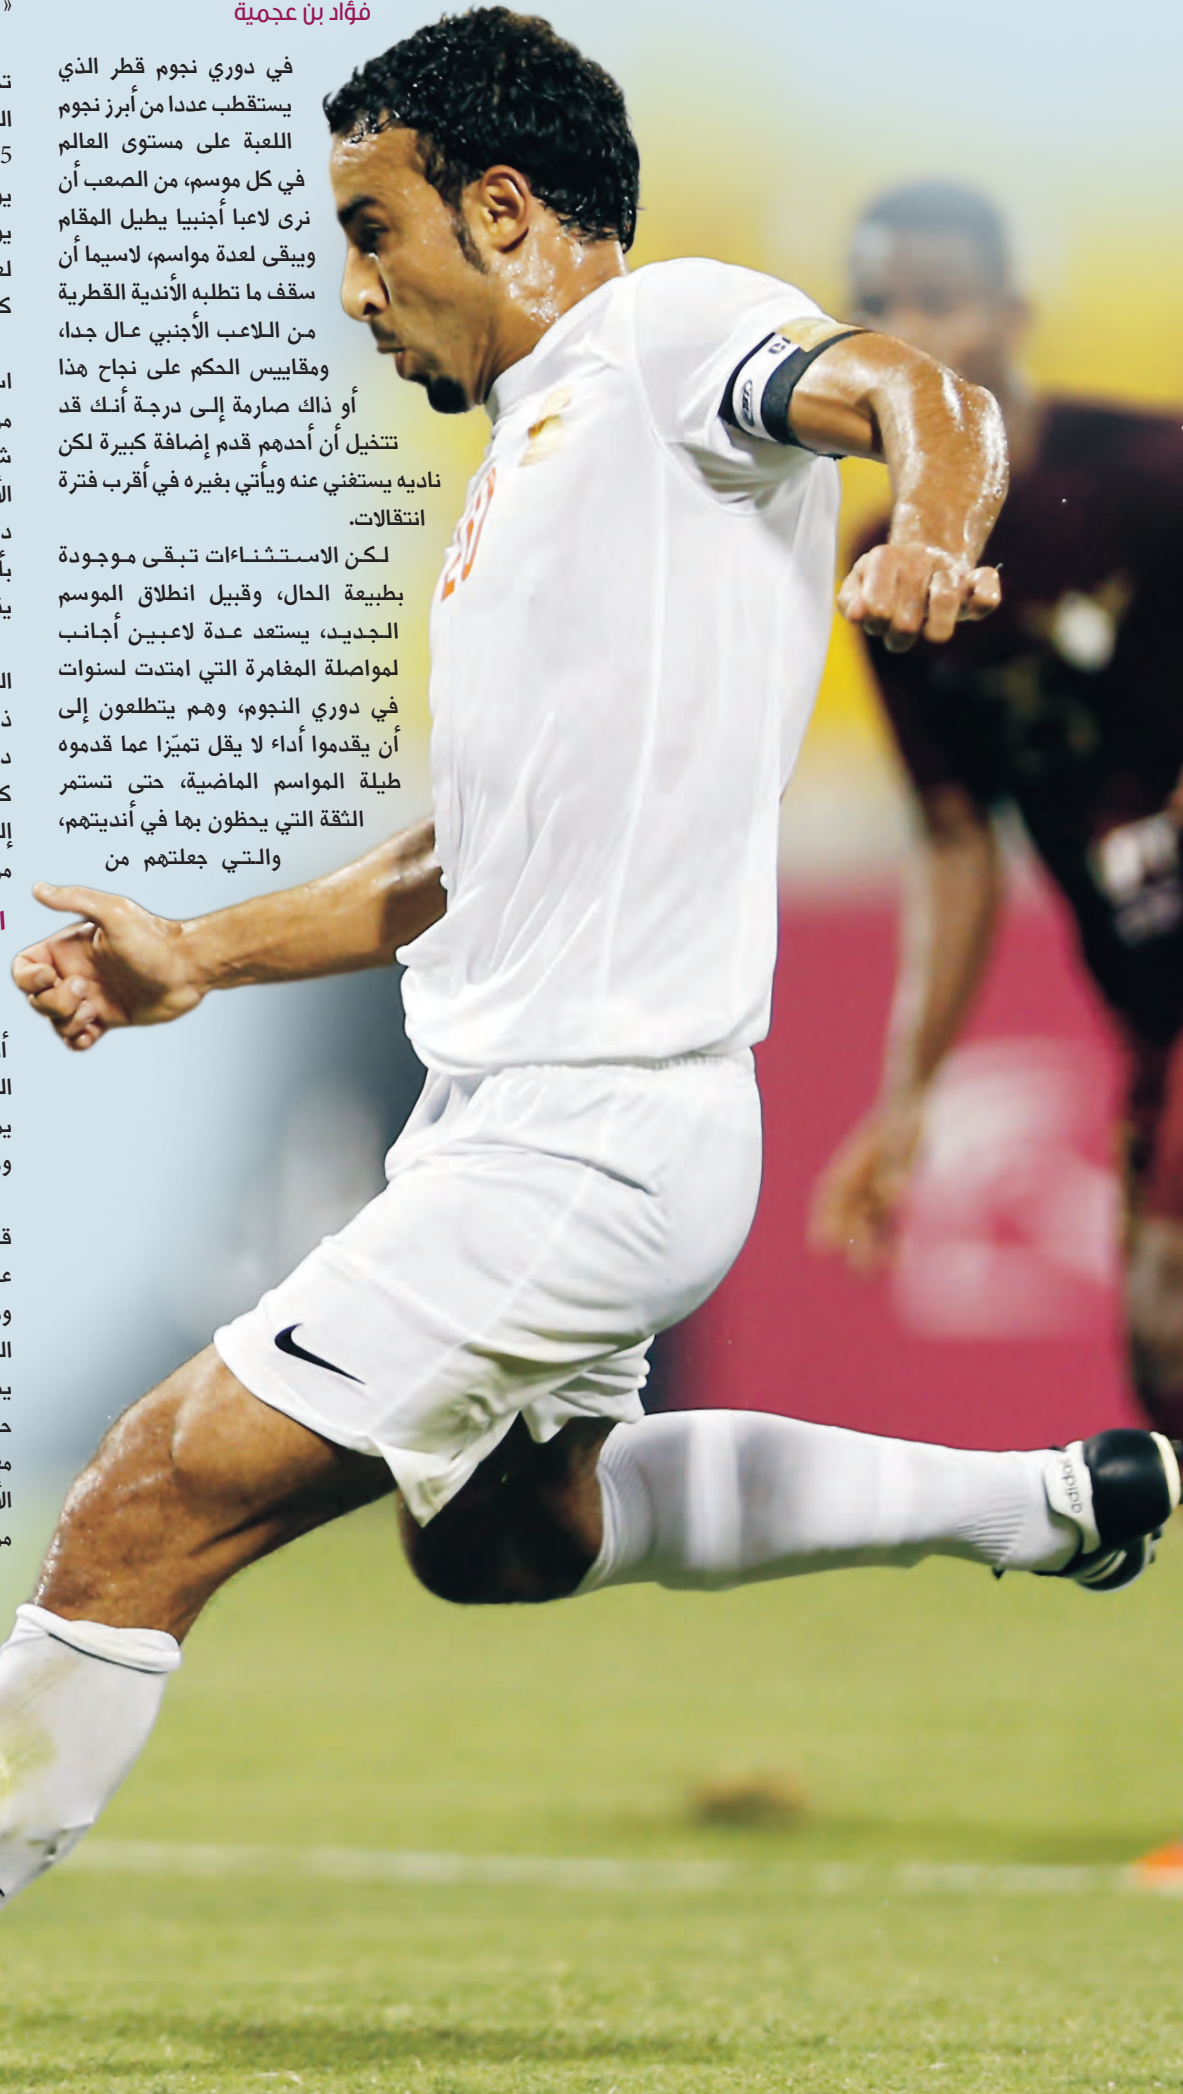 فؤاد بن عجمية
في دوري نجوم قطر الذي
يستقطب عددا من أبرز نجوم
اللعبة على مستوى العالم
في كل موسم، من الصعب أن
نرى لاعبا أجنبيا يطيل المقام
ويبقى لعدة مواسم، لاسيما أن
سقف ما تطلبه الأندية القطرية
من اللاعب الأجنبي عال جدا،
ومقاييس الحكم على نجاح هذا
أو ذاك صارمة إلى درجة أنك قد
تتخيل أن أحدهم قدم إضافة كبيرة لكن
ناديه يستغني عنه ويأتي بغيره في أقرب فترة
انتقالات.
لكن الاستثناءات تبقى موجودة
بطبيعة الحال، وقبيل انطلاق الموسم
الجديد، يستعد عدة لاعبين أجانب
لمواصلة المغامرة التي امتدت لسنوات
في دوري النجوم، وهم يتطلعون إلى
أن يقدموا أداء لا يقل تميّزا عما قدموه
طيلة المواسم الماضية، حتى تستمر
الثقة التي يحظون بها في أنديتهم،
والتي جعلتهم من
adidas